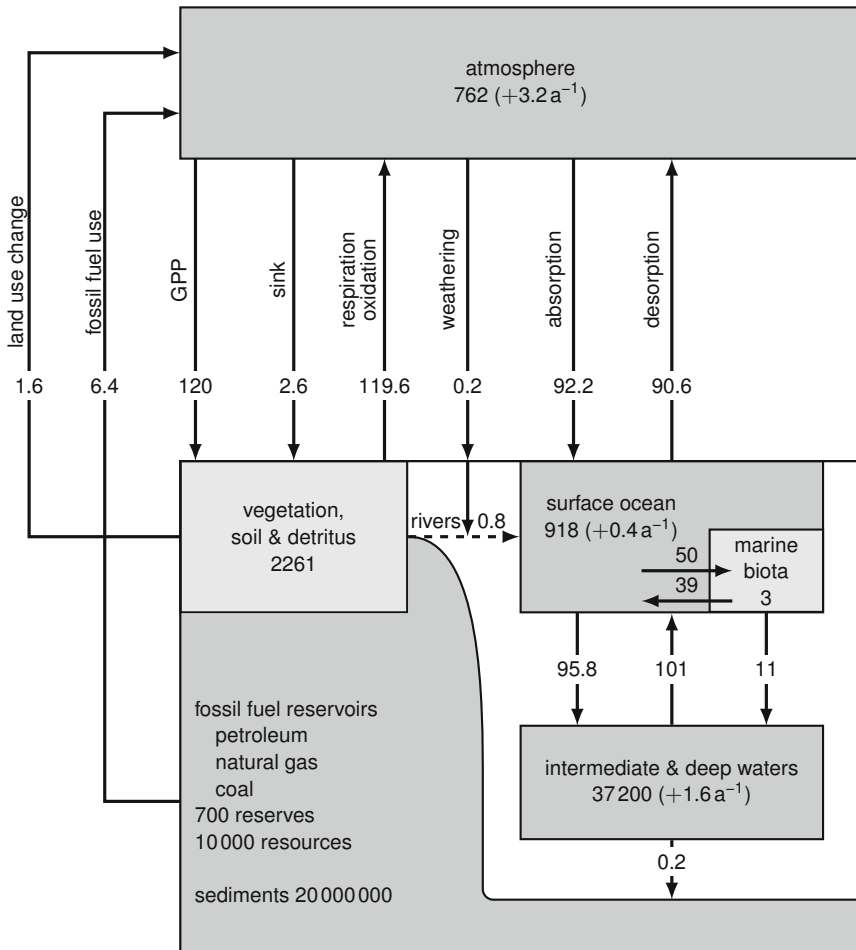 atmosphere
762 (+3.2 a⁻¹)
land use change
fossil fuel use
GPP
sink
respiration
oxidation
weathering
absorption
desorption
1.6
6.4
120
2.6
119.6
0.2
92.2
90.6
vegetation,
soil & detritus
2261
rivers 0.8
surface ocean
918 (+0.4 a⁻¹)
50
39
marine
biota
3
95.8
101
11
fossil fuel reservoirs
petroleum
natural gas
coal
700 reserves
10 000 resources
sediments 20 000 000
intermediate & deep waters
37 200 (+1.6 a⁻¹)
0.2